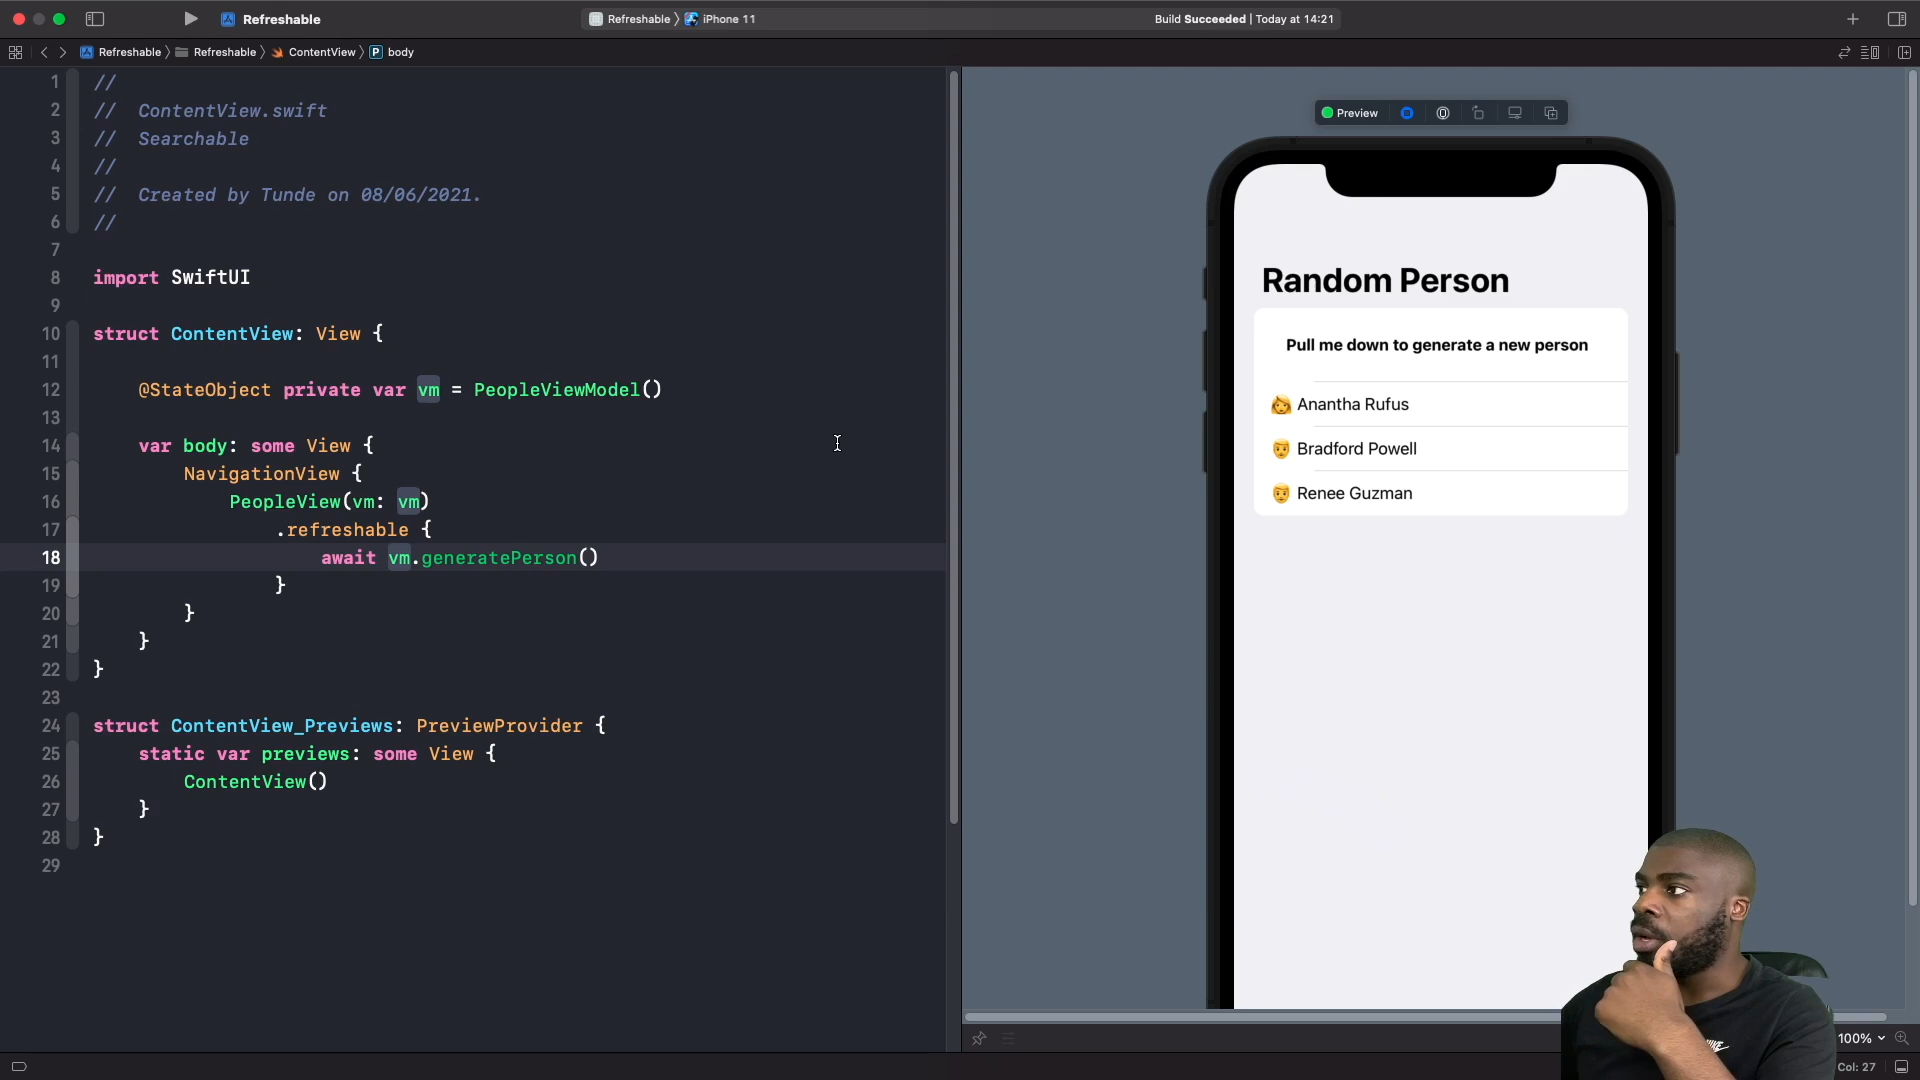 Refreshable
Refreshable
iPhone 11
Build Succeeded | Today at 14:21
Refreshable
Refreshable
ContentView
P body
1 //
2 //  ContentView.swift
3 //  Searchable
4 //
5 //  Created by Tunde on 08/06/2021.
6 //
7
8 import SwiftUI
9
10 struct ContentView: View {
11
12     @StateObject private var vm = PeopleViewModel()
13
14     var body: some View {
15         NavigationView {
16             PeopleView(vm: vm)
17                 .refreshable {
18                     await vm.generatePerson()
19                 }
20         }
21     }
22 }
23
24 struct ContentView_Previews: PreviewProvider {
25     static var previews: some View {
26         ContentView()
27     }
28 }
29
Preview
Random Person
Pull me down to generate a new person
Anantha Rufus
Bradford Powell
Renee Guzman
100%
Col: 27